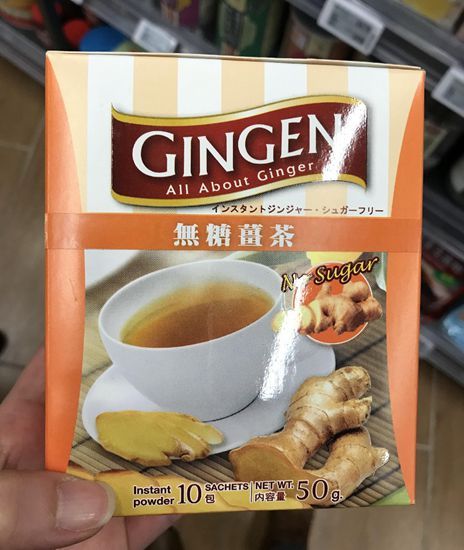 GINGEN
All About Ginger
インスタントジンジャー・シュガーフリー
無糖薑茶
No Sugar
Instant powder 10 SACHETS 包
NET WT. 内容量 50g.